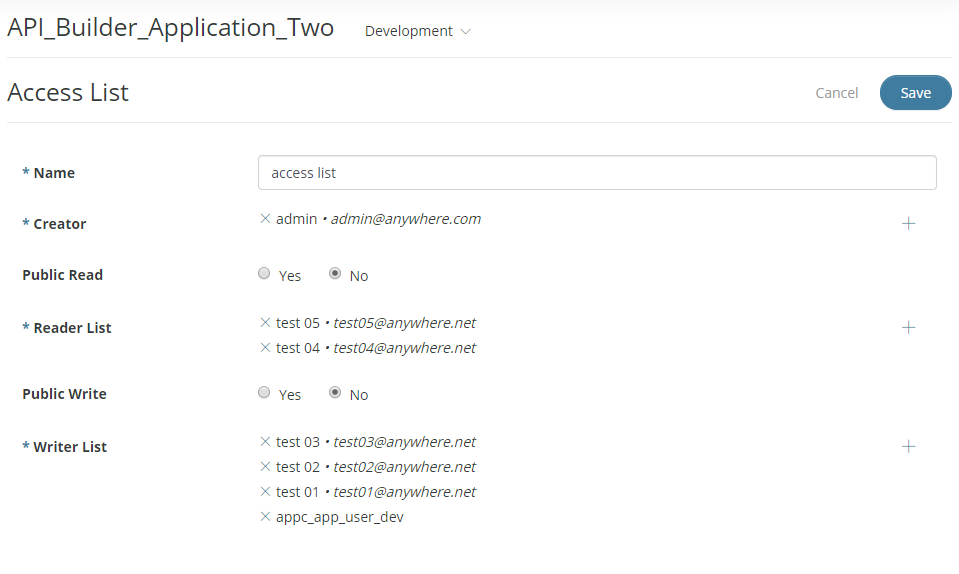 API_Builder_Application_Two Development
Access List Cancel Save
* Name access list
* Creator admin • admin@anywhere.com
Public Read Yes No
* Reader List test 05 • test05@anywhere.net
test 04 • test04@anywhere.net
Public Write Yes No
* Writer List test 03 • test03@anywhere.net
test 02 • test02@anywhere.net
test 01 • test01@anywhere.net
appc_app_user_dev